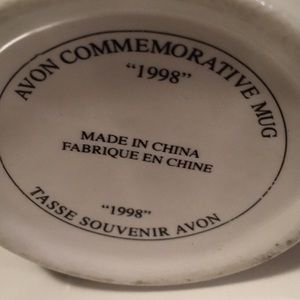 AVON COMMEMORATIVE MUG
"1998"
MADE IN CHINA
FABRIQUE EN CHINE
"1998"
TASSE SOUVENIR AVON